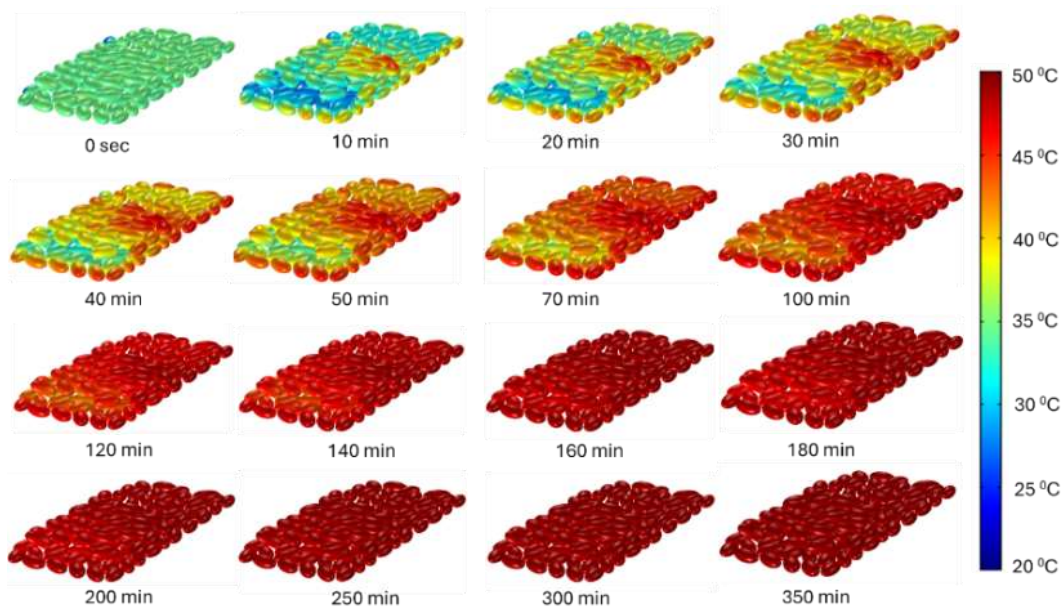 0 sec
10 min
20 min
30 min
40 min
50 min
70 min
100 min
120 min
140 min
160 min
180 min
200 min
250 min
300 min
350 min
50 ⁰C
45 ⁰C
40 ⁰C
35 ⁰C
30 ⁰C
25 ⁰C
20 ⁰C